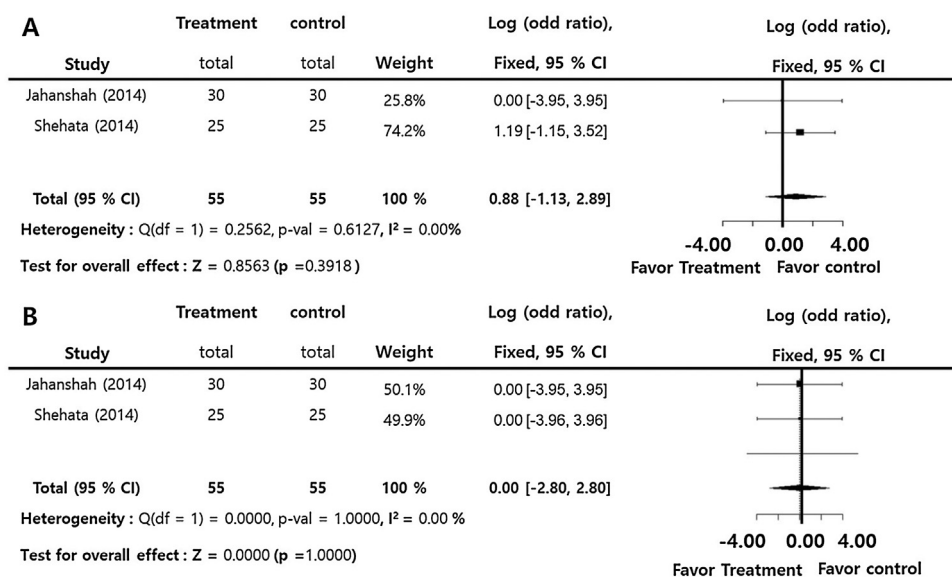 A
Treatment control Log (odd ratio), Log (odd ratio),
Study total total Weight Fixed, 95 % CI Fixed, 95 % CI
Jahanshah (2014) 30 30 25.8% 0.00 [-3.95, 3.95]
Shehata (2014) 25 25 74.2% 1.19 [-1.15, 3.52]
Total (95 % CI) 55 55 100 % 0.88 [-1.13, 2.89]
Heterogeneity : Q(df = 1) = 0.2562, p-val = 0.6127, I² = 0.00%
-4.00 0.00 4.00
Test for overall effect : Z = 0.8563 (p =0.3918 )
Favor Treatment Favor control
B
Treatment control Log (odd ratio), Log (odd ratio),
Study total total Weight Fixed, 95 % CI Fixed, 95 % CI
Jahanshah (2014) 30 30 50.1% 0.00 [-3.95, 3.95]
Shehata (2014) 25 25 49.9% 0.00 [-3.96, 3.96]
Total (95 % CI) 55 55 100 % 0.00 [-2.80, 2.80]
Heterogeneity : Q(df = 1) = 0.0000, p-val = 1.0000, I² = 0.00 %
-4.00 0.00 4.00
Test for overall effect : Z = 0.0000 (p =1.0000)
Favor Treatment Favor control